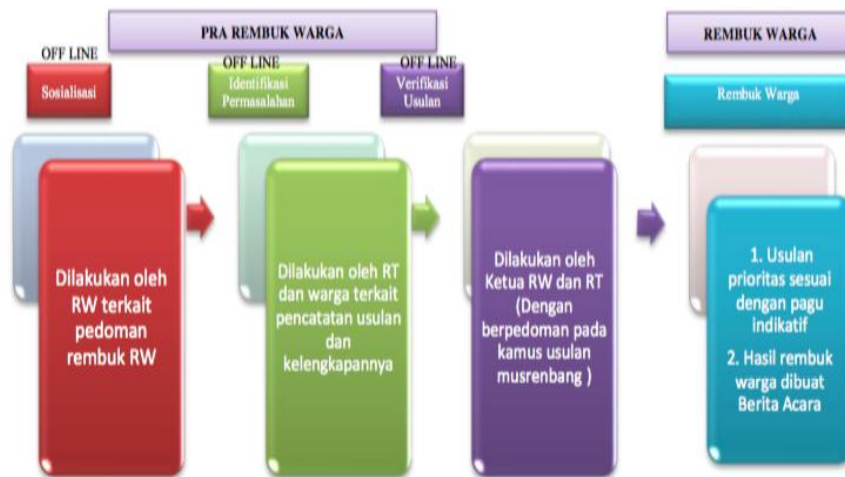 PRA REMBUK WARGA
REMBUK WARGA
OFF LINE
Sosialisasi
OFF LINE
Identifikasi
Permasalahan
OFF LINE
Verifikasi
Usulan
Rembuk Warga
Dilakukan oleh
RW terkait
pedoman
rembuk RW
Dilakukan oleh RT
dan warga terkait
pencatatan usulan
dan
kelengkapannya
Dilakukan oleh
Ketua RW dan RT
(Dengan
berpedoman pada
kamus usulan
musrenbang )
1. Usulan
prioritas sesuai
dengan pagu
indikatif
2. Hasil rembuk
warga dibuat
Berita Acara